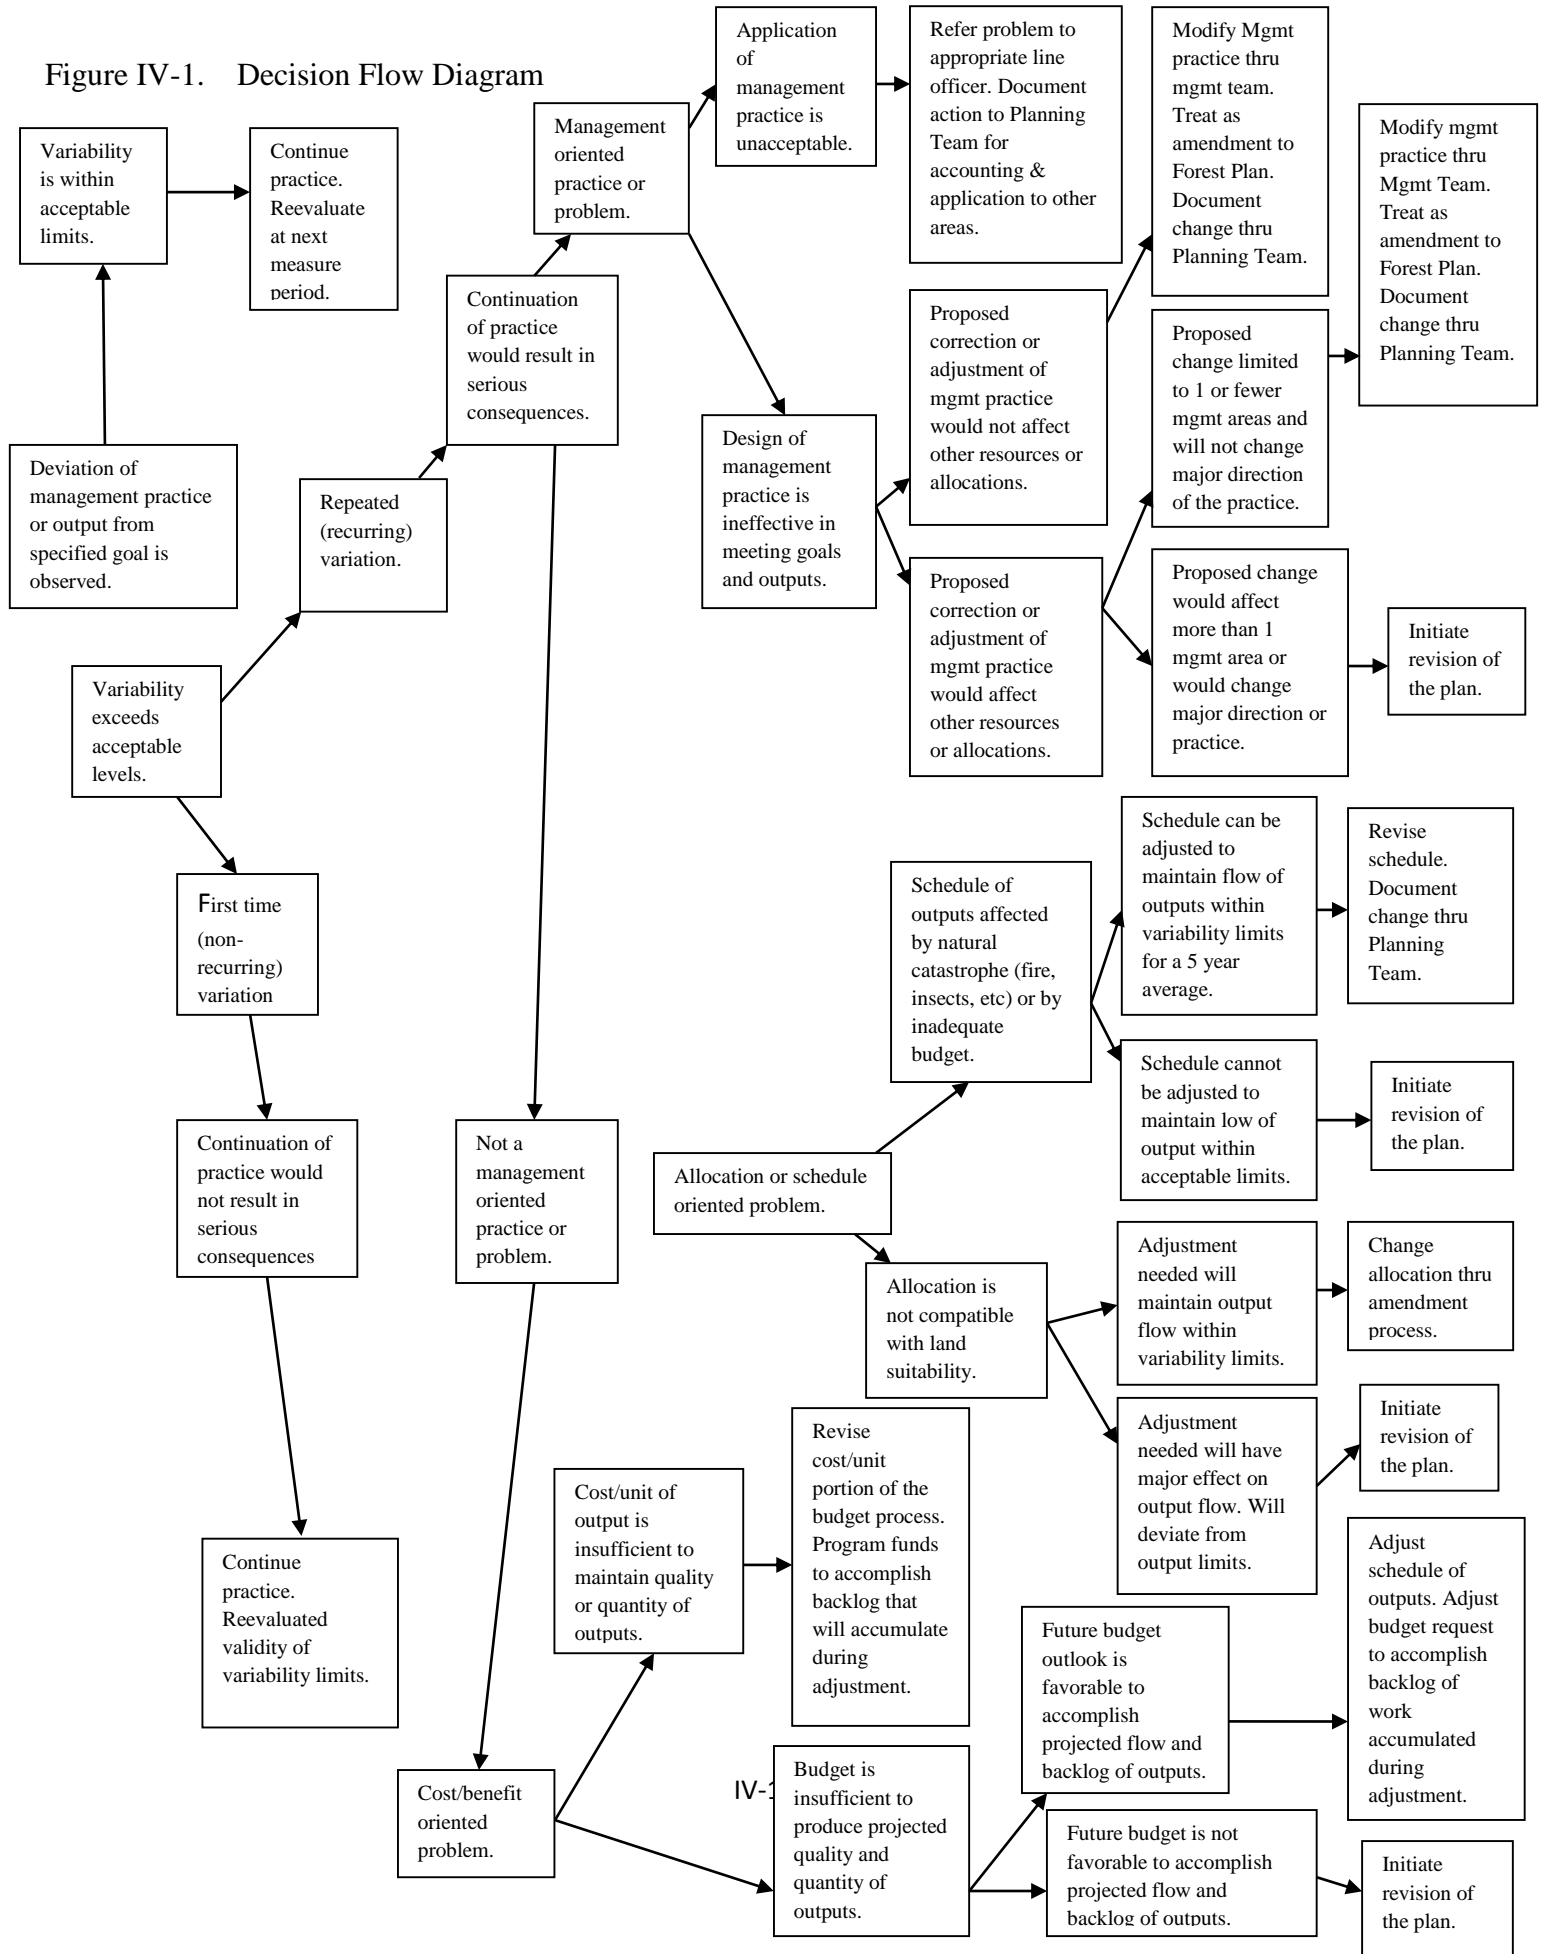 Figure IV-1. Decision Flow Diagram
Variability
is within
acceptable
limits.
Continue
practice.
Reevaluate
at next
measure
period.
Deviation of
management practice
or output from
specified goal is
observed.
Variability
exceeds
acceptable
levels.
Repeated
(recurring)
variation.
First time
(non-
recurring)
variation
Continuation of
practice would
not result in
serious
consequences
Continue
practice.
Reevaluated
validity of
variability limits.
Continuation
of practice
would result in
serious
consequences.
Management
oriented
practice or
problem.
Application
of
management
practice is
unacceptable.
Refer problem to
appropriate line
officer. Document
action to Planning
Team for
accounting &
application to other
areas.
Design of
management
practice is
ineffective in
meeting goals
and outputs.
Proposed
correction or
adjustment of
mgmt practice
would not affect
other resources or
allocations.
Modify Mgmt
practice thru
mgmt team.
Treat as
amendment to
Forest Plan.
Document
change thru
Planning Team.
Proposed
correction or
adjustment of
mgmt practice
would affect
other resources
or allocations.
Proposed
change limited
to 1 or fewer
mgmt areas and
will not change
major direction
of the practice.
Modify mgmt
practice thru
Mgmt Team.
Treat as
amendment to
Forest Plan.
Document
change thru
Planning Team.
Proposed change
would affect
more than 1
mgmt area or
would change
major direction or
practice.
Initiate
revision of
the plan.
Not a
management
oriented
practice or
problem.
Allocation or schedule
oriented problem.
Schedule of
outputs affected
by natural
catastrophe (fire,
insects, etc) or by
inadequate
budget.
Schedule can be
adjusted to
maintain flow of
outputs within
variability limits
for a 5 year
average.
Revise
schedule.
Document
change thru
Planning
Team.
Schedule cannot
be adjusted to
maintain low of
output within
acceptable limits.
Initiate
revision of
the plan.
Allocation is
not compatible
with land
suitability.
Adjustment
needed will
maintain output
flow within
variability limits.
Change
allocation thru
amendment
process.
Adjustment
needed will have
major effect on
output flow. Will
deviate from
output limits.
Initiate
revision of
the plan.
Cost/benefit
oriented
problem.
Cost/unit of
output is
insufficient to
maintain quality
or quantity of
outputs.
Revise
cost/unit
portion of the
budget process.
Program funds
to accomplish
backlog that
will accumulate
during
adjustment.
Budget is
insufficient to
produce projected
quality and
quantity of
outputs.
Future budget
outlook is
favorable to
accomplish
projected flow and
backlog of outputs.
Adjust
schedule of
outputs. Adjust
budget request
to accomplish
backlog of
work
accumulated
during
adjustment.
Future budget is not
favorable to accomplish
projected flow and
backlog of outputs.
Initiate
revision of
the plan.